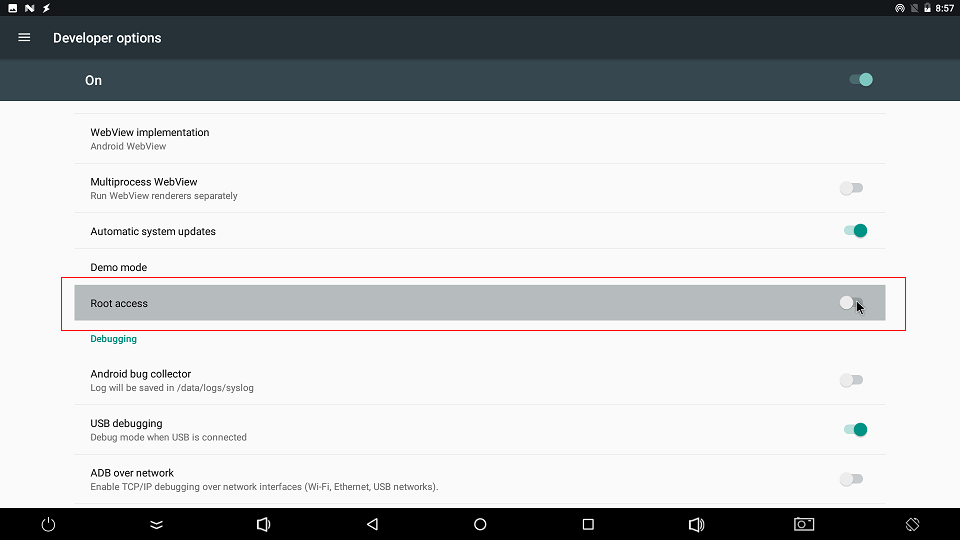 8:57
Developer options
On
WebView implementation
Android WebView
Multiprocess WebView
Run WebView renderers separately
Automatic system updates
Demo mode
Root access
Debugging
Android bug collector
Log will be saved in /data/logs/syslog
USB debugging
Debug mode when USB is connected
ADB over network
Enable TCP/IP debugging over network interfaces (Wi-Fi, Ethernet, USB networks).